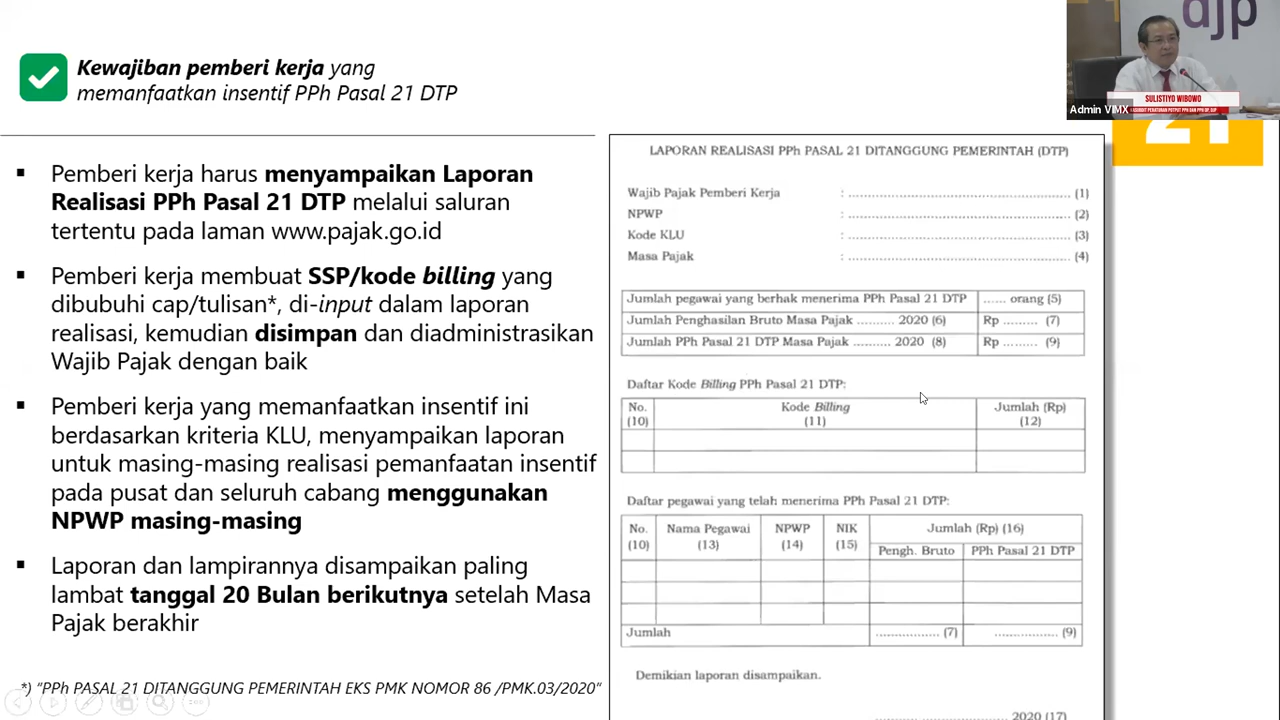 djp
SULISTIYO WIBOWO
Admin VIMX
21
Kewajiban pemberi kerja yang
memanfaatkan insentif PPh Pasal 21 DTP
▪ Pemberi kerja harus menyampaikan Laporan
Realisasi PPh Pasal 21 DTP melalui saluran
tertentu pada laman www.pajak.go.id
▪ Pemberi kerja membuat SSP/kode billing yang
dibubuhi cap/tulisan*, di-input dalam laporan
realisasi, kemudian disimpan dan diadministrasikan
Wajib Pajak dengan baik
▪ Pemberi kerja yang memanfaatkan insentif ini
berdasarkan kriteria KLU, menyampaikan laporan
untuk masing-masing realisasi pemanfaatan insentif
pada pusat dan seluruh cabang menggunakan
NPWP masing-masing
▪ Laporan dan lampirannya disampaikan paling
lambat tanggal 20 Bulan berikutnya setelah Masa
Pajak berakhir
*) “PPh PASAL 21 DITANGGUNG PEMERINTAH EKS PMK NOMOR 86 /PMK.03/2020“
LAPORAN REALISASI PPh PASAL 21 DITANGGUNG PEMERINTAH (DTP)
Wajib Pajak Pemberi Kerja : ........................................ (1)
NPWP : ........................................ (2)
Kode KLU : ........................................ (3)
Masa Pajak : ........................................ (4)
Jumlah pegawai yang berhak menerima PPh Pasal 21 DTP ...... orang (5)
Jumlah Penghasilan Bruto Masa Pajak .......... 2020 (6) Rp ......... (7)
Jumlah PPh Pasal 21 DTP Masa Pajak .......... 2020 (8) Rp ......... (9)
Daftar Kode Billing PPh Pasal 21 DTP:
No. Kode Billing Jumlah (Rp)
(10) (11) (12)
Daftar pegawai yang telah menerima PPh Pasal 21 DTP:
No. Nama Pegawai NPWP NIK Jumlah (Rp) (16)
(10) (13) (14) (15) Pengh. Bruto PPh Pasal 21 DTP
Jumlah ................ (7) ................ (9)
Demikian laporan disampaikan.
........................ 2020 (17)